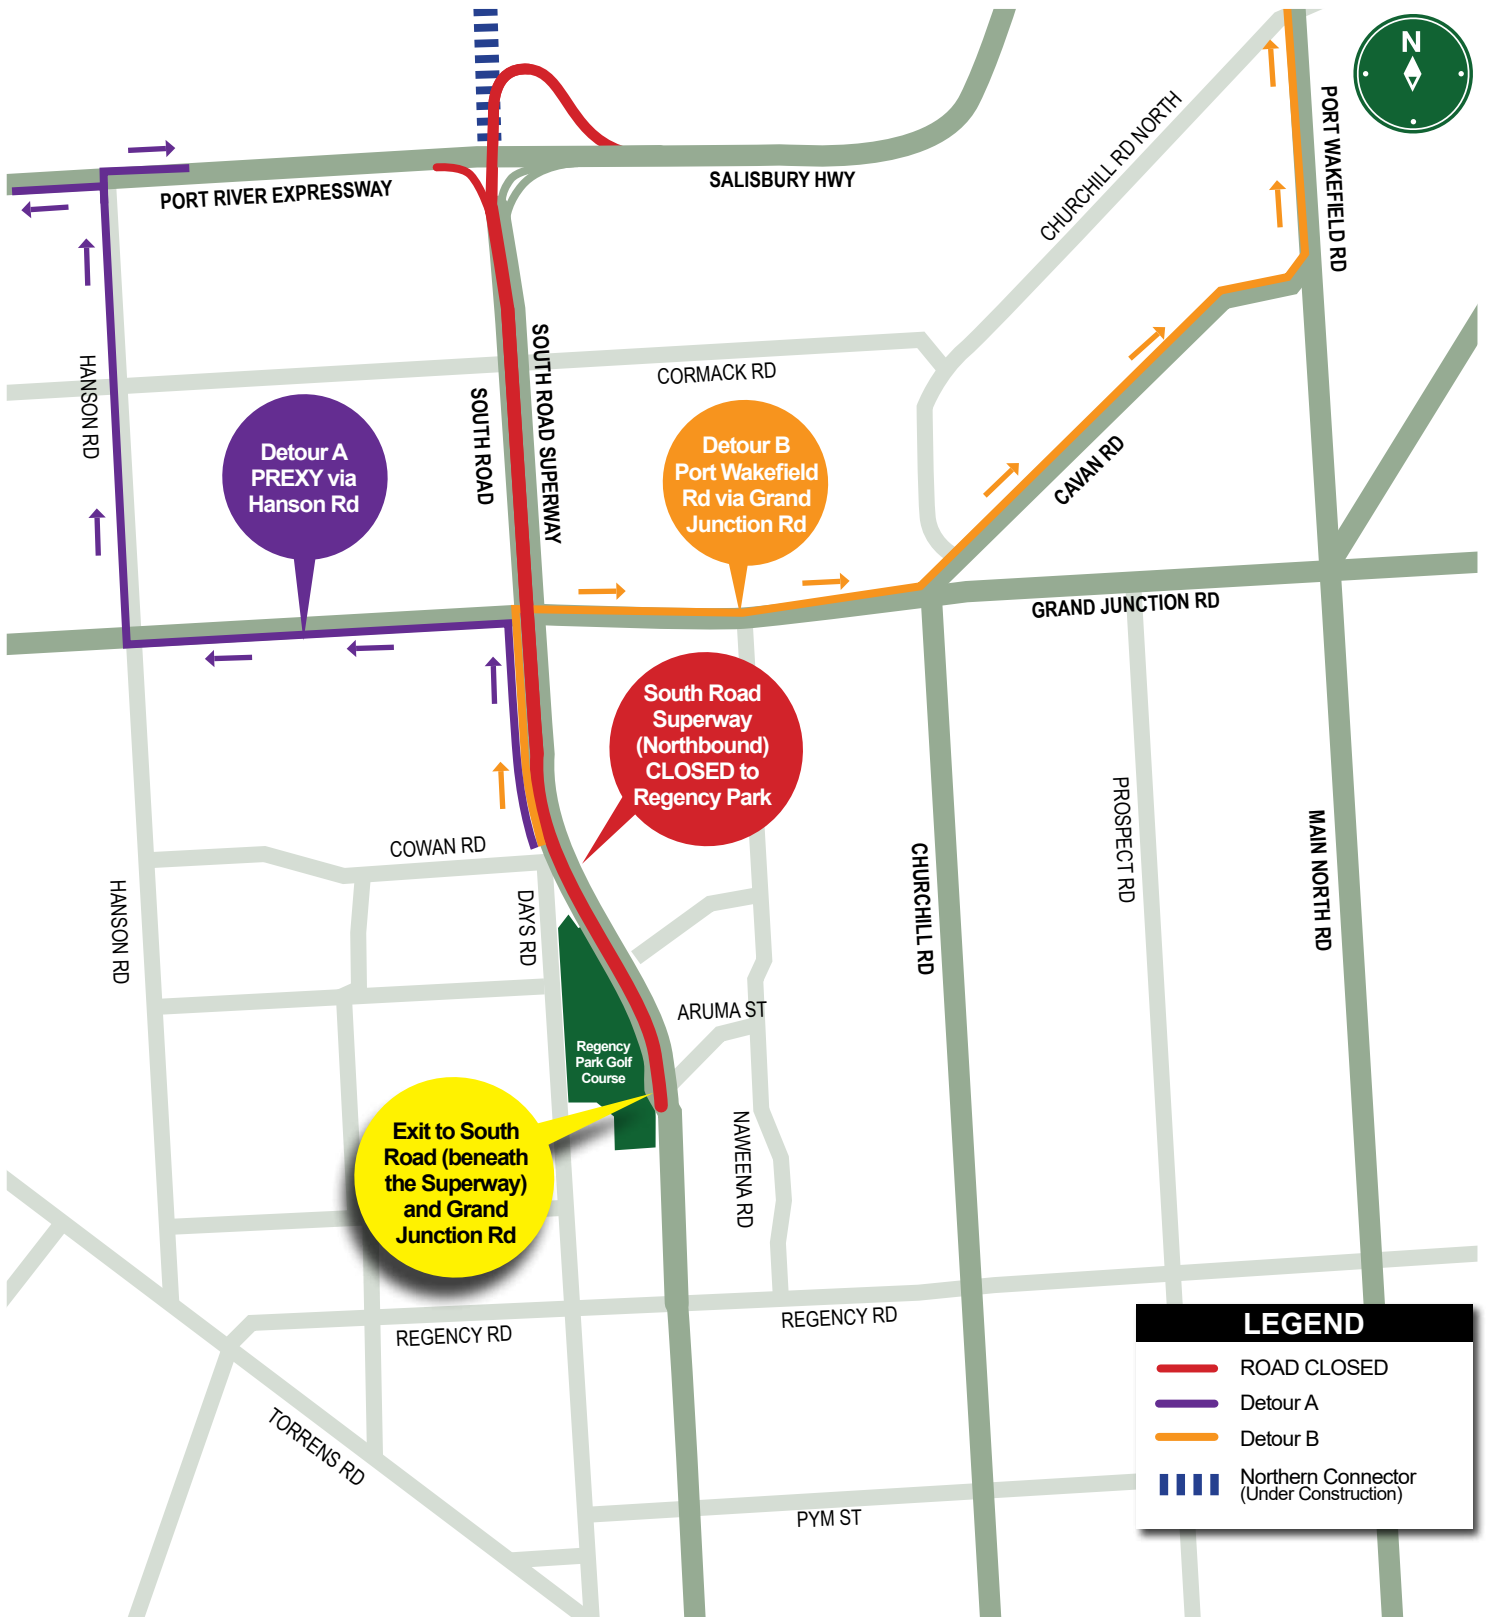 N
PORT RIVER EXPRESSWAY
SALISBURY HWY
CHURCHILL RD NORTH
PORT WAKEFIELD RD
HANSON RD
SOUTH ROAD
SOUTH ROAD SUPERWAY
CORMACK RD
CAVAN RD
Detour A
PREXY via
Hanson Rd
Detour B
Port Wakefield
Rd via Grand
Junction Rd
GRAND JUNCTION RD
South Road
Superway
(Northbound)
CLOSED to
Regency Park
COWAN RD
HANSON RD
DAYS RD
CHURCHILL RD
PROSPECT RD
MAIN NORTH RD
ARUMA ST
Regency
Park Golf
Course
NAWEENA RD
Exit to South
Road (beneath
the Superway)
and Grand
Junction Rd
REGENCY RD
REGENCY RD
TORRENS RD
PYM ST
LEGEND
ROAD CLOSED
Detour A
Detour B
Northern Connector
(Under Construction)